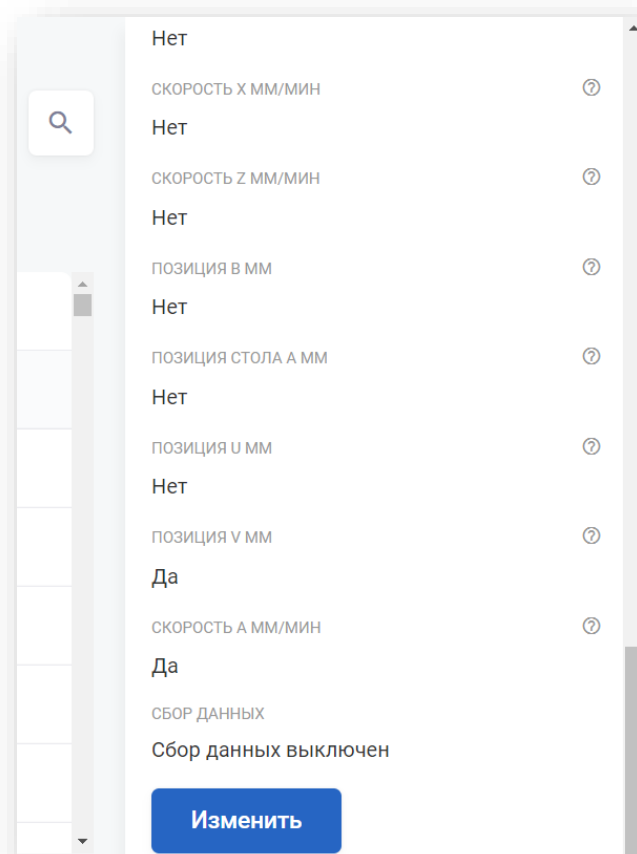 Нет
СКОРОСТЬ X ММ/МИН
Нет
СКОРОСТЬ Z ММ/МИН
Нет
ПОЗИЦИЯ B ММ
Нет
ПОЗИЦИЯ СТОЛА A ММ
Нет
ПОЗИЦИЯ U ММ
Нет
ПОЗИЦИЯ V ММ
Да
СКОРОСТЬ A ММ/МИН
Да
СБОР ДАННЫХ
Сбор данных выключен
Изменить